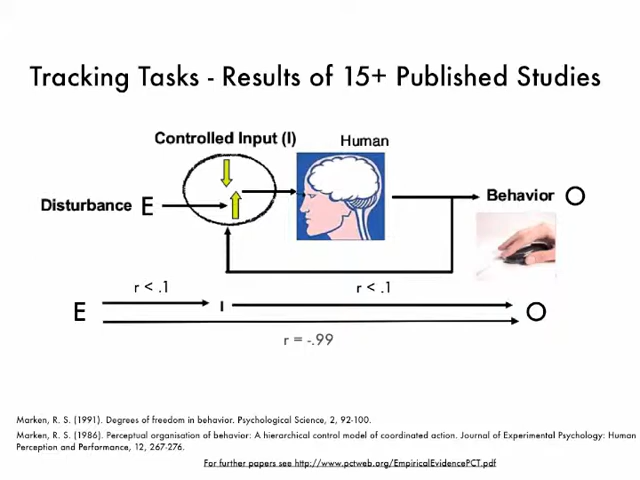 Tracking Tasks - Results of 15+ Published Studies
Controlled Input (I)
Human
Disturbance E
Behavior O
r < .1
r < .1
E
I
O
r = -.99
Marken, R. S. (1991). Degrees of freedom in behavior. Psychological Science, 2, 92-100.
Marken, R. S. (1986). Perceptual organisation of behavior: A hierarchical control model of coordinated action. Journal of Experimental Psychology: Human
Perception and Performance, 12, 267-276.
For further papers see http://www.pctweb.org/EmpiricalEvidencePCT.pdf